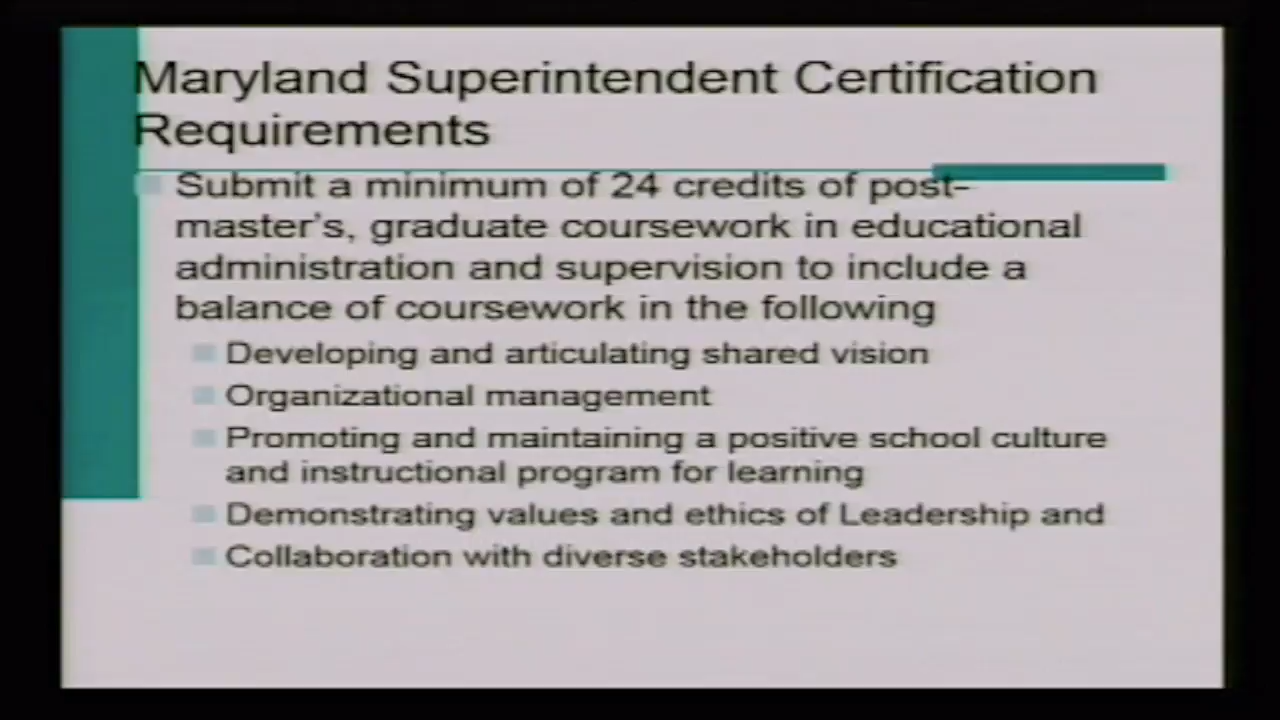 Maryland Superintendent Certification
Requirements
Submit a minimum of 24 credits of post-
master's, graduate coursework in educational
administration and supervision to include a
balance of coursework in the following
Developing and articulating shared vision
Organizational management
Promoting and maintaining a positive school culture
and instructional program for learning
Demonstrating values and ethics of Leadership and
Collaboration with diverse stakeholders